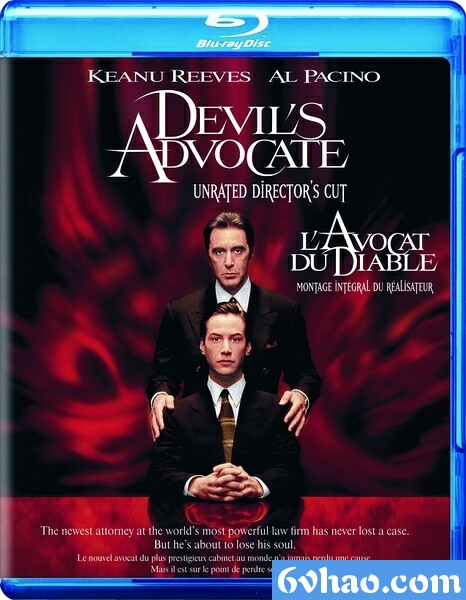 Blu-ray Disc
KEANU REEVES AL PACINO
DEVIL'S
ADVOCATE
UNRATED DIRECTOR'S CUT
L'AVOCAT
DU DIABLE
MONTAGE INTÉGRAL DU RÉALISATEUR
The newest attorney at the world's most powerful law firm has never lost a case.
But he's about to lose his soul.
Le nouvel avocat du plus prestigieux cabinet au monde n'a jamais perdu une cause
Mais il est sur le point de perdre
6vhao.com